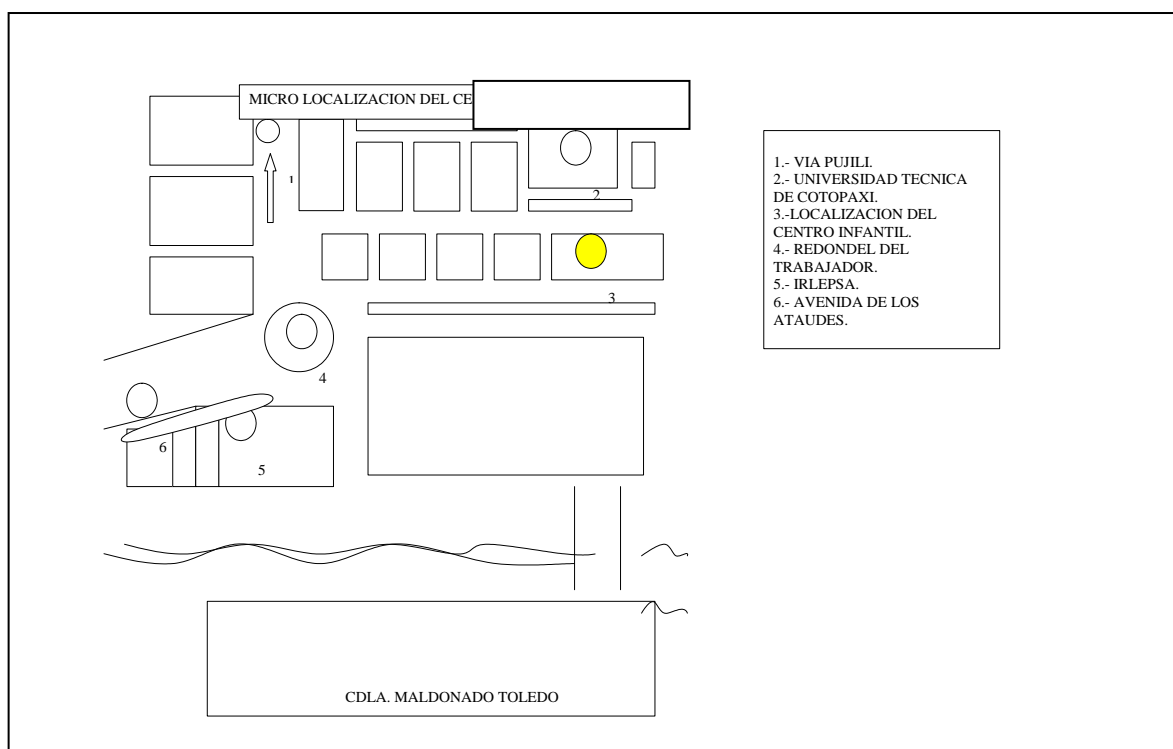 MICRO LOCALIZACION DEL CE
1
2
3
4
6
5
CDLA. MALDONADO TOLEDO
1.- VIA PUJILI.
2.- UNIVERSIDAD TECNICA
DE COTOPAXI.
3.-LOCALIZACION DEL
CENTRO INFANTIL.
4.- REDONDEL DEL
TRABAJADOR.
5.- IRLEPSA.
6.- AVENIDA DE LOS
ATAUDES.